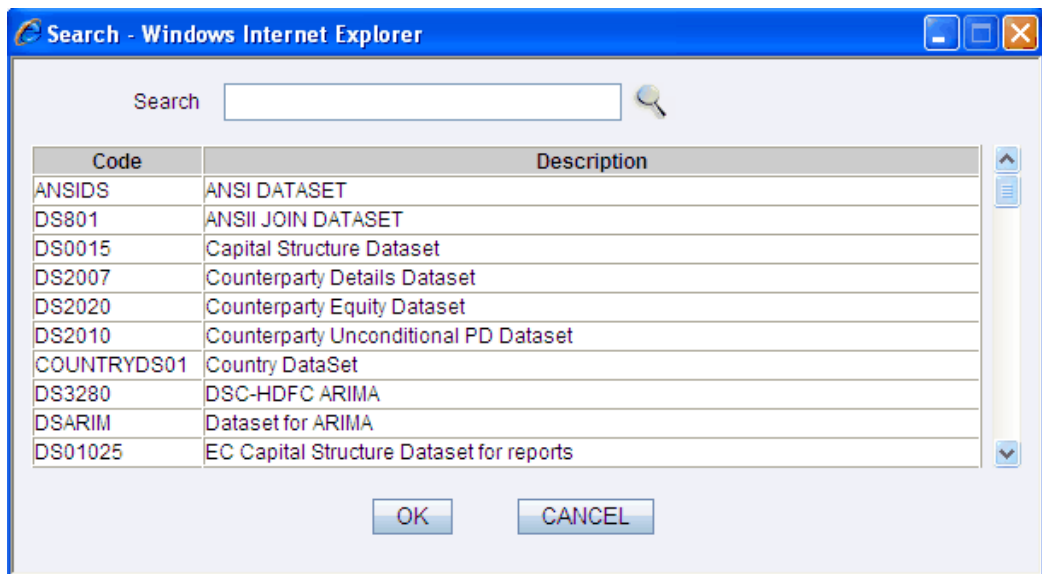 Search - Windows Internet Explorer
Search
Code Description
ANSIDS ANSI DATASET
DS801 ANSII JOIN DATASET
DS0015 Capital Structure Dataset
DS2007 Counterparty Details Dataset
DS2020 Counterparty Equity Dataset
DS2010 Counterparty Unconditional PD Dataset
COUNTRYDS01 Country DataSet
DS3280 DSC-HDFC ARIMA
DSARIM Dataset for ARIMA
DS01025 EC Capital Structure Dataset for reports
OK CANCEL